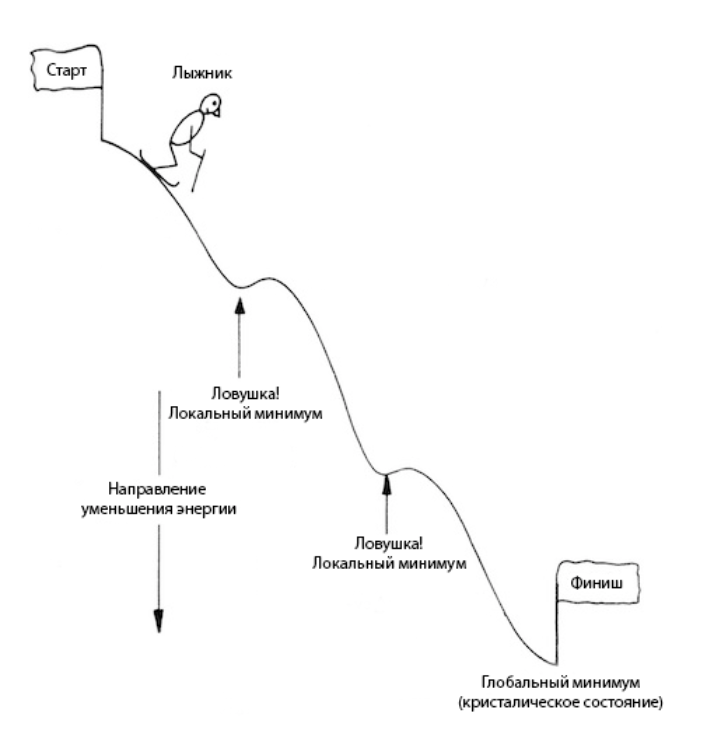 Старт
Лыжник
Ловушка!
Локальный минимум
Направление
уменьшения энергии
Ловушка!
Локальный минимум
Финиш
Глобальный минимум
(кристалическое состояние)